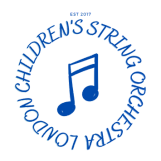 EST 2017
LONDON CHILDREN'S STRING ORCHESTRA